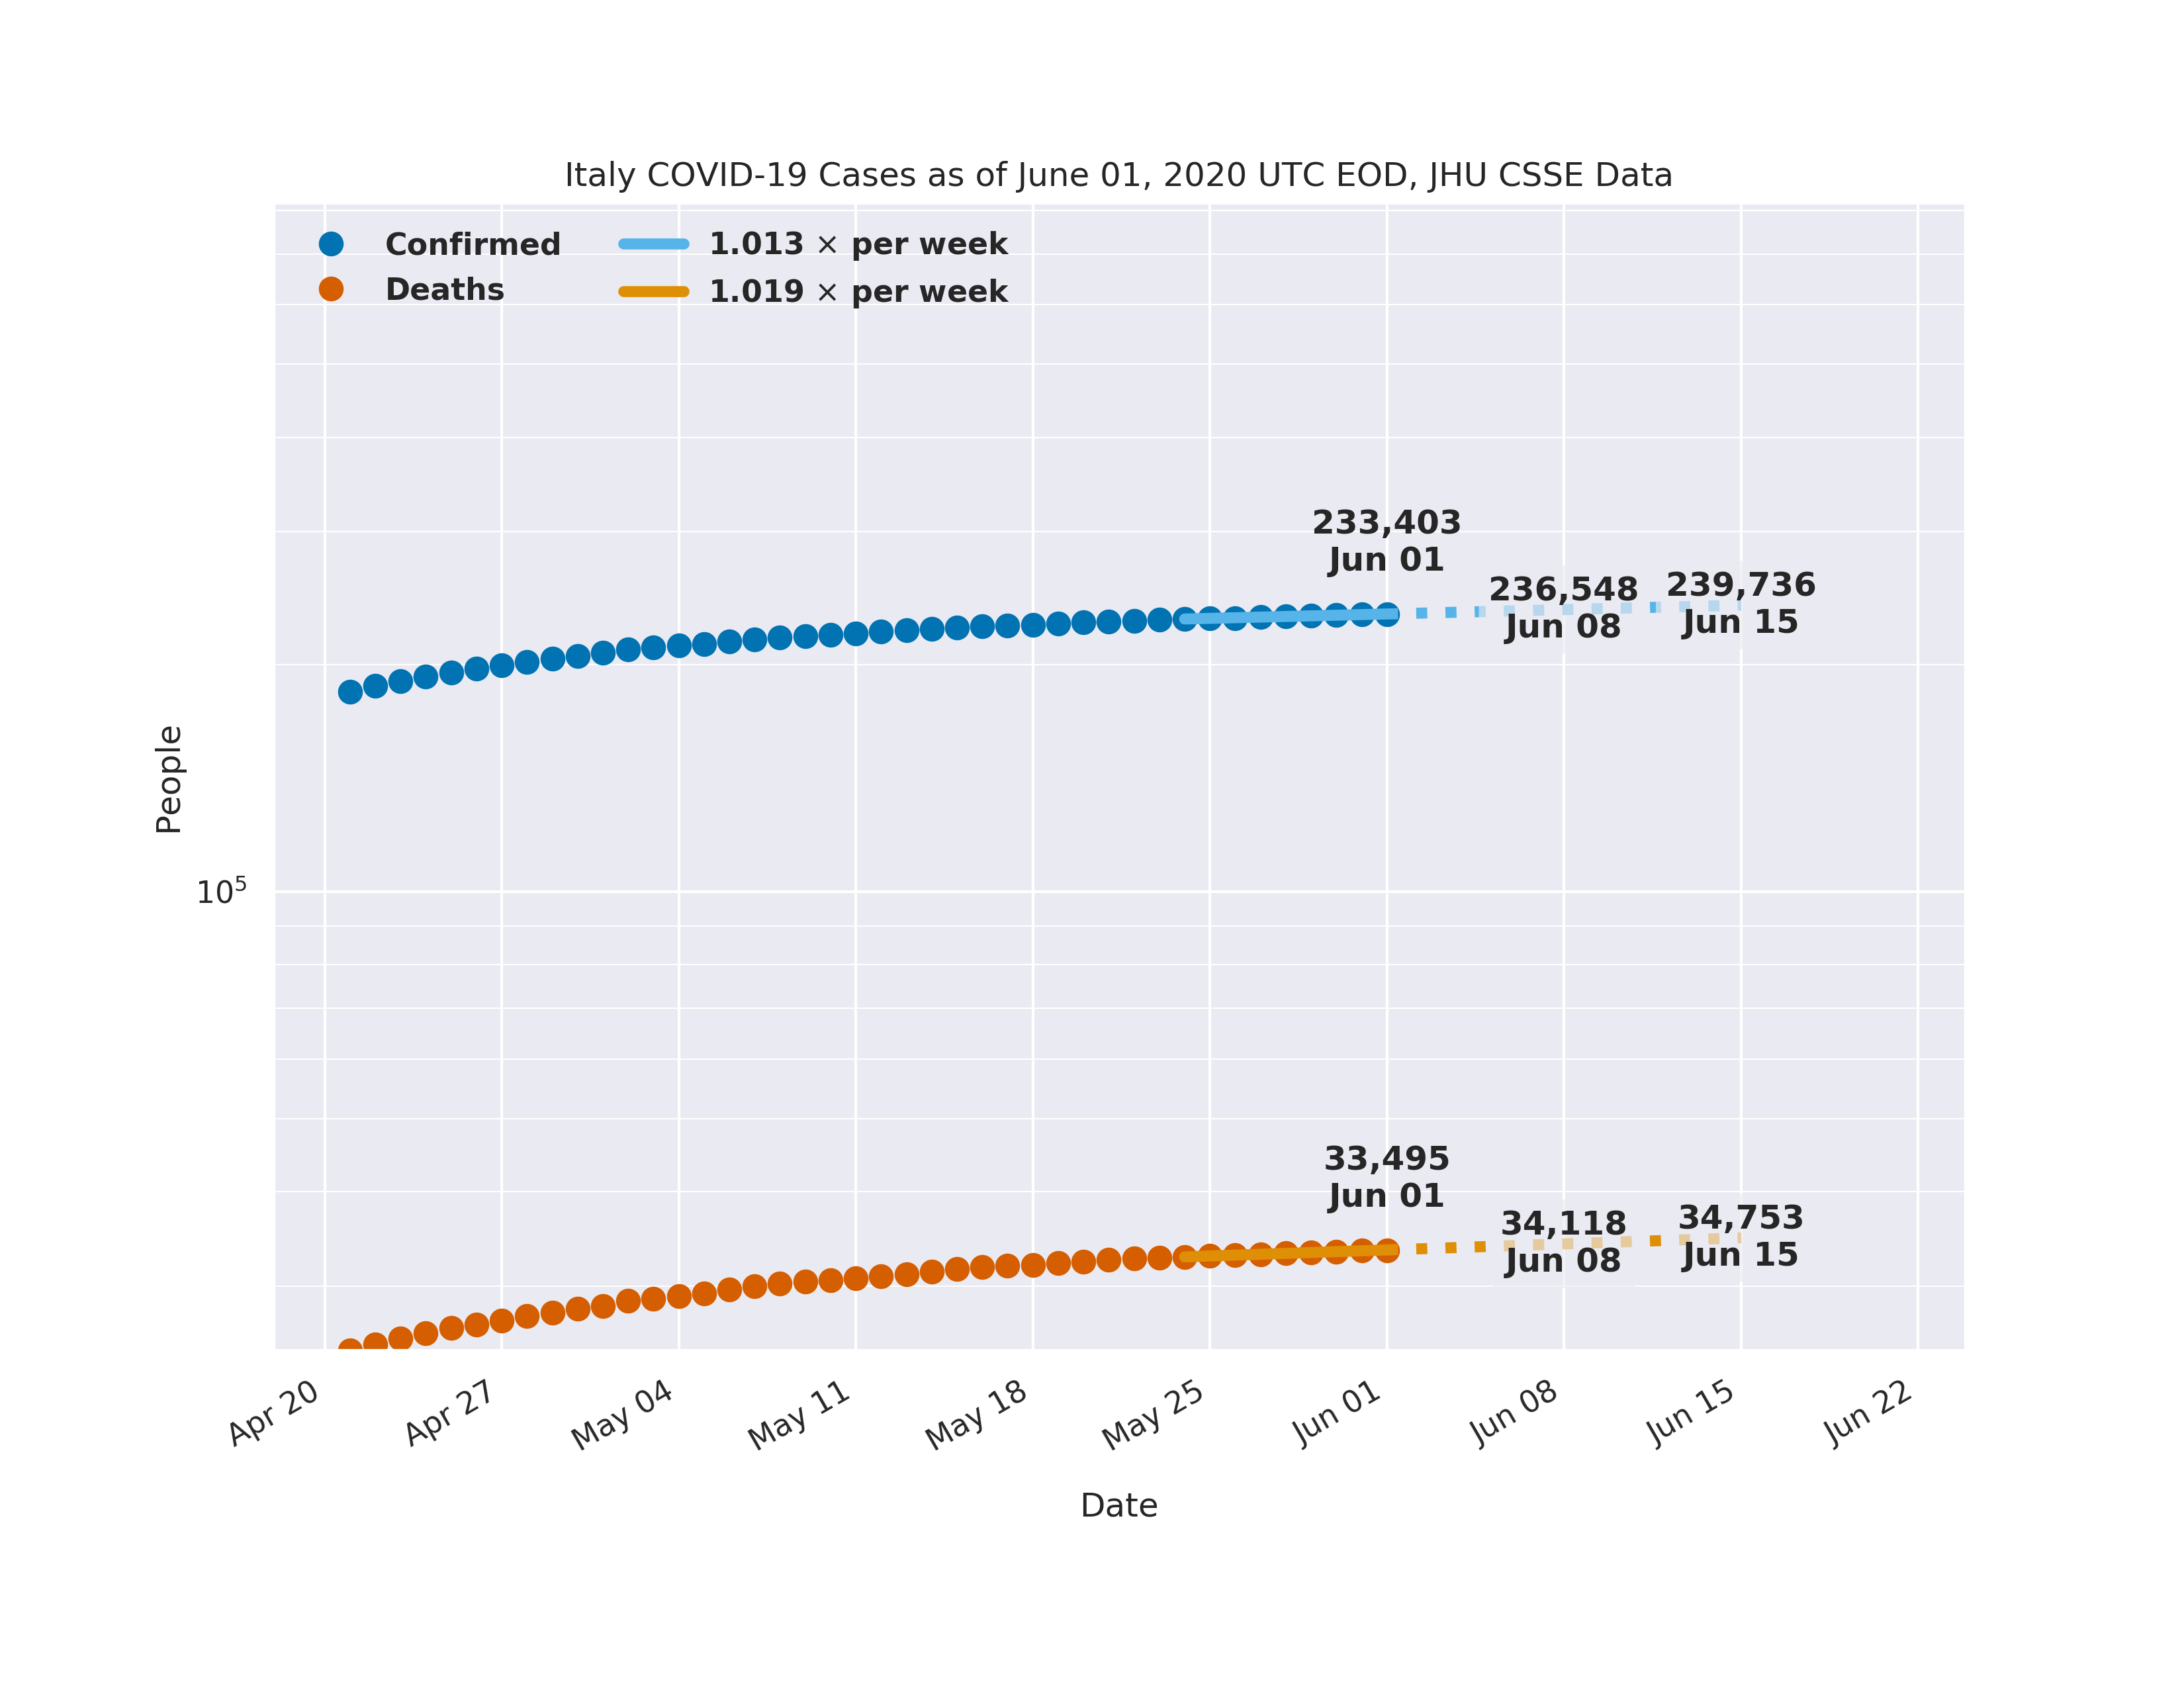 Italy COVID-19 Cases as of June 01, 2020 UTC EOD, JHU CSSE Data
Confirmed
Deaths
1.013 × per week
1.019 × per week
233,403
Jun 01
236,548
Jun 08
239,736
Jun 15
People
10⁵
33,495
Jun 01
34,118
Jun 08
34,753
Jun 15
Apr 20
Apr 27
May 04
May 11
May 18
May 25
Jun 01
Jun 08
Jun 15
Jun 22
Date